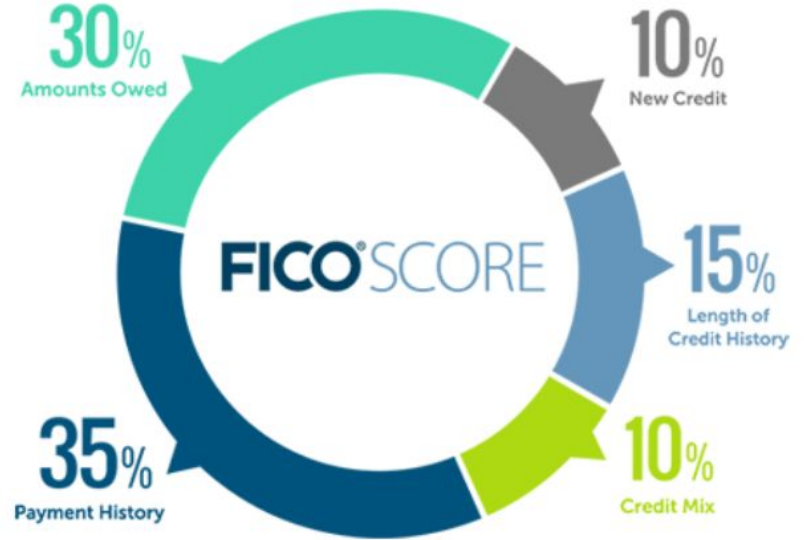 30%
Amounts Owed
10%
New Credit
FICO® SCORE
15%
Length of
Credit History
35%
Payment History
10%
Credit Mix